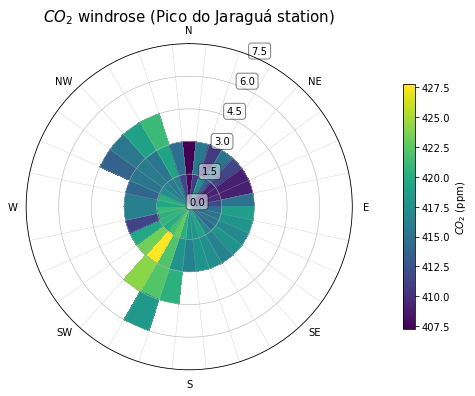 CO₂ windrose (Pico do Jaraguá station)
N
NE
E
SE
S
SW
W
NW
7.5
6.0
4.5
3.0
1.5
0.0
427.5
425.0
422.5
420.0
417.5
415.0
412.5
410.0
407.5
CO₂ (ppm)